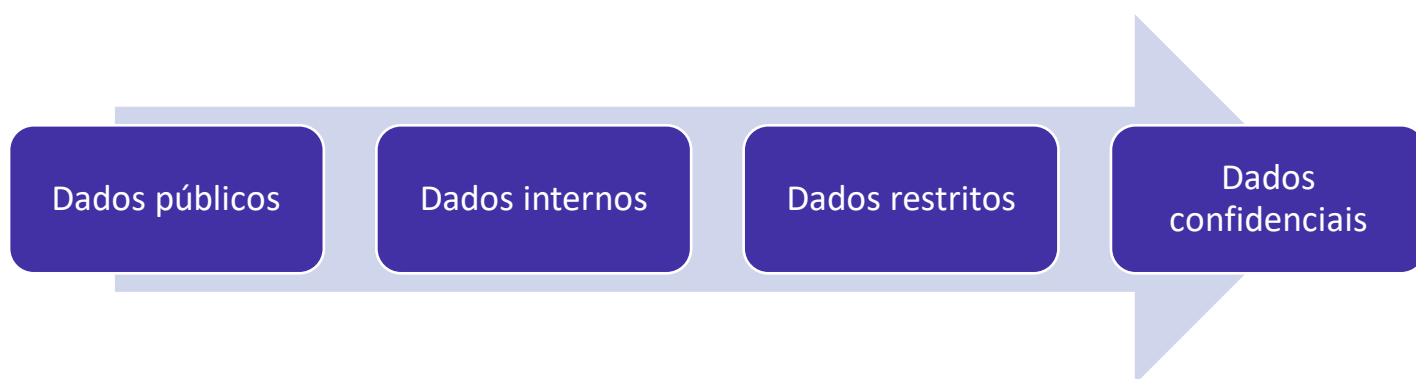 Dados públicos
Dados internos
Dados restritos
Dados
confidenciais